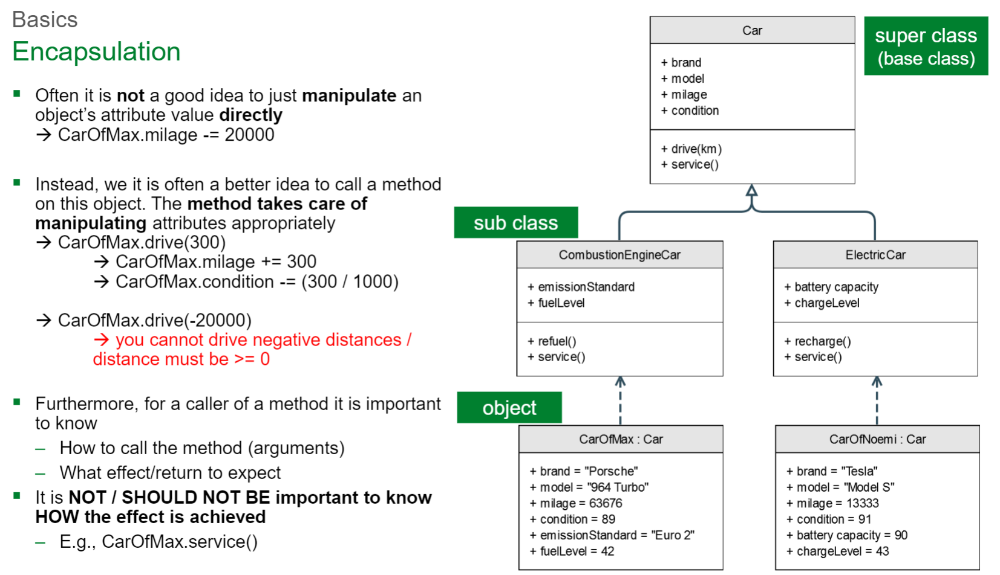 Basics
Encapsulation
▪ Often it is not a good idea to just manipulate an
object’s attribute value directly
→ CarOfMax.milage -= 20000
▪ Instead, we it is often a better idea to call a method
on this object. The method takes care of
manipulating attributes appropriately
→ CarOfMax.drive(300)
→ CarOfMax.milage += 300
→ CarOfMax.condition -= (300 / 1000)
→ CarOfMax.drive(-20000)
→ you cannot drive negative distances /
distance must be >= 0
▪ Furthermore, for a caller of a method it is important
to know
– How to call the method (arguments)
– What effect/return to expect
▪ It is NOT / SHOULD NOT BE important to know
HOW the effect is achieved
– E.g., CarOfMax.service()
Car
+ brand
+ model
+ milage
+ condition
+ drive(km)
+ service()
super class
(base class)
sub class
CombustionEngineCar
+ emissionStandard
+ fuelLevel
+ refuel()
+ service()
ElectricCar
+ battery capacity
+ chargeLevel
+ recharge()
+ service()
object
CarOfMax : Car
+ brand = "Porsche"
+ model = "964 Turbo"
+ milage = 63676
+ condition = 89
+ emissionStandard = "Euro 2"
+ fuelLevel = 42
CarOfNoemi : Car
+ brand = "Tesla"
+ model = "Model S"
+ milage = 13333
+ condition = 91
+ battery capacity = 90
+ chargeLevel = 43